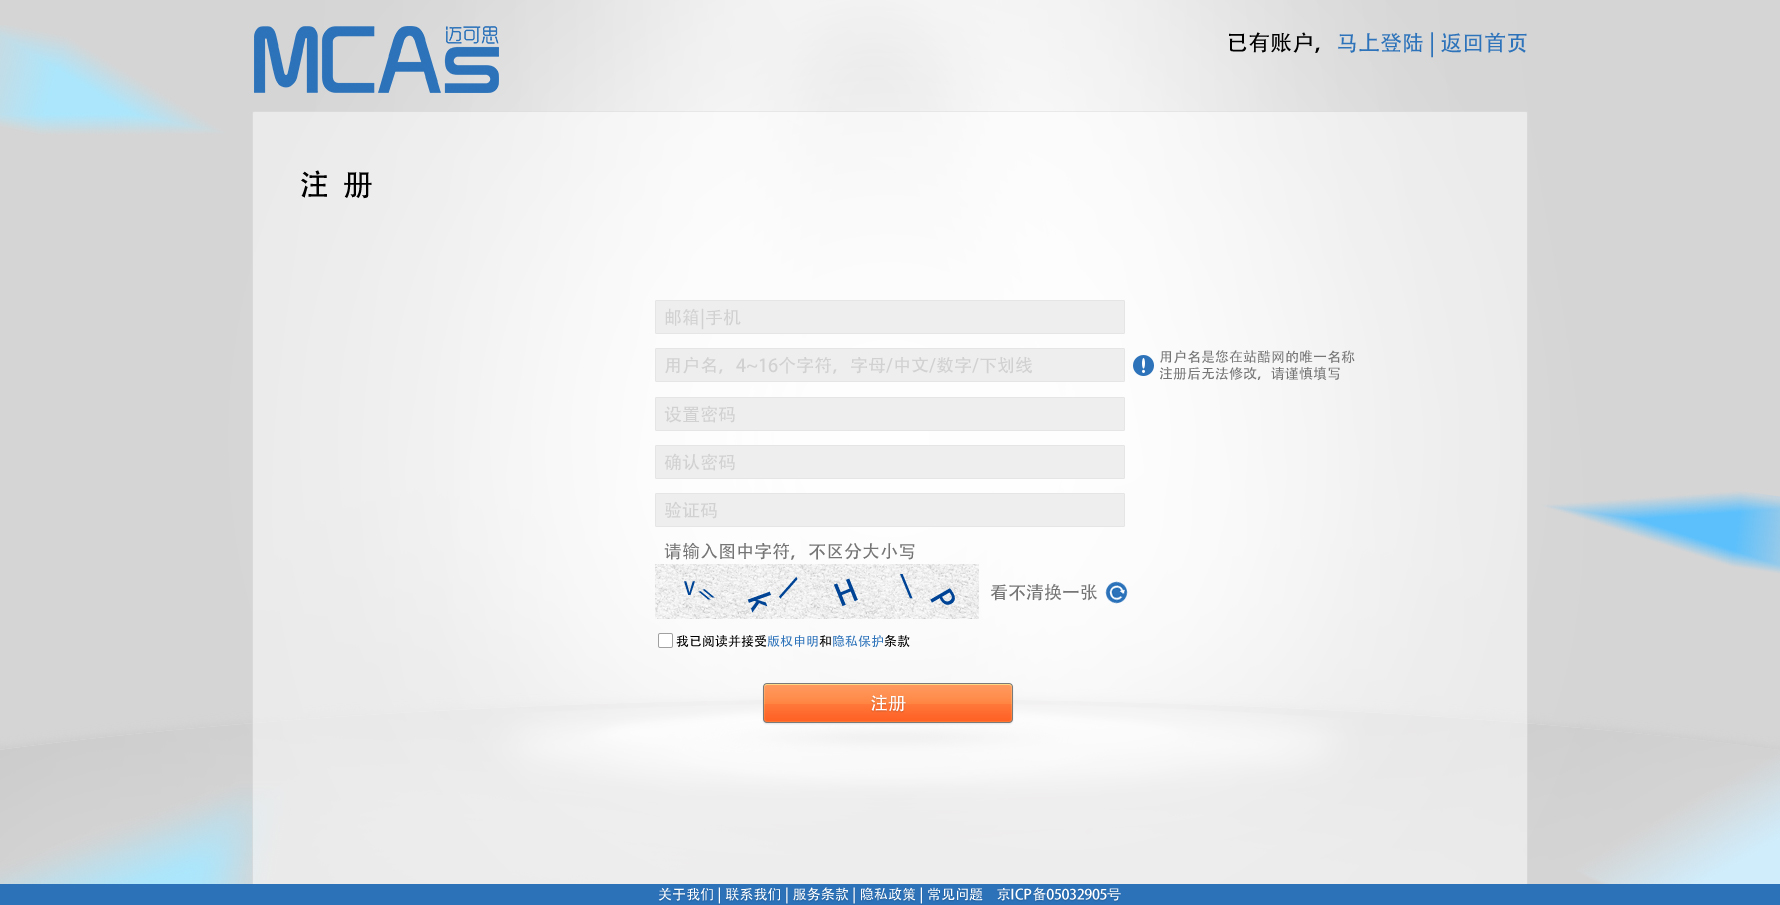 MCAS 迈可思
已有账户，马上登陆 | 返回首页
注 册
邮箱|手机
用户名，4~16个字符，字母/中文/数字/下划线
用户名是您在站酷网的唯一名称
注册后无法修改，请谨慎填写
设置密码
确认密码
验证码
请输入图中字符，不区分大小写
V K H P
看不清换一张
我已阅读并接受版权申明和隐私保护条款
注册
关于我们 | 联系我们 | 服务条款 | 隐私政策 | 常见问题 京ICP备05032905号